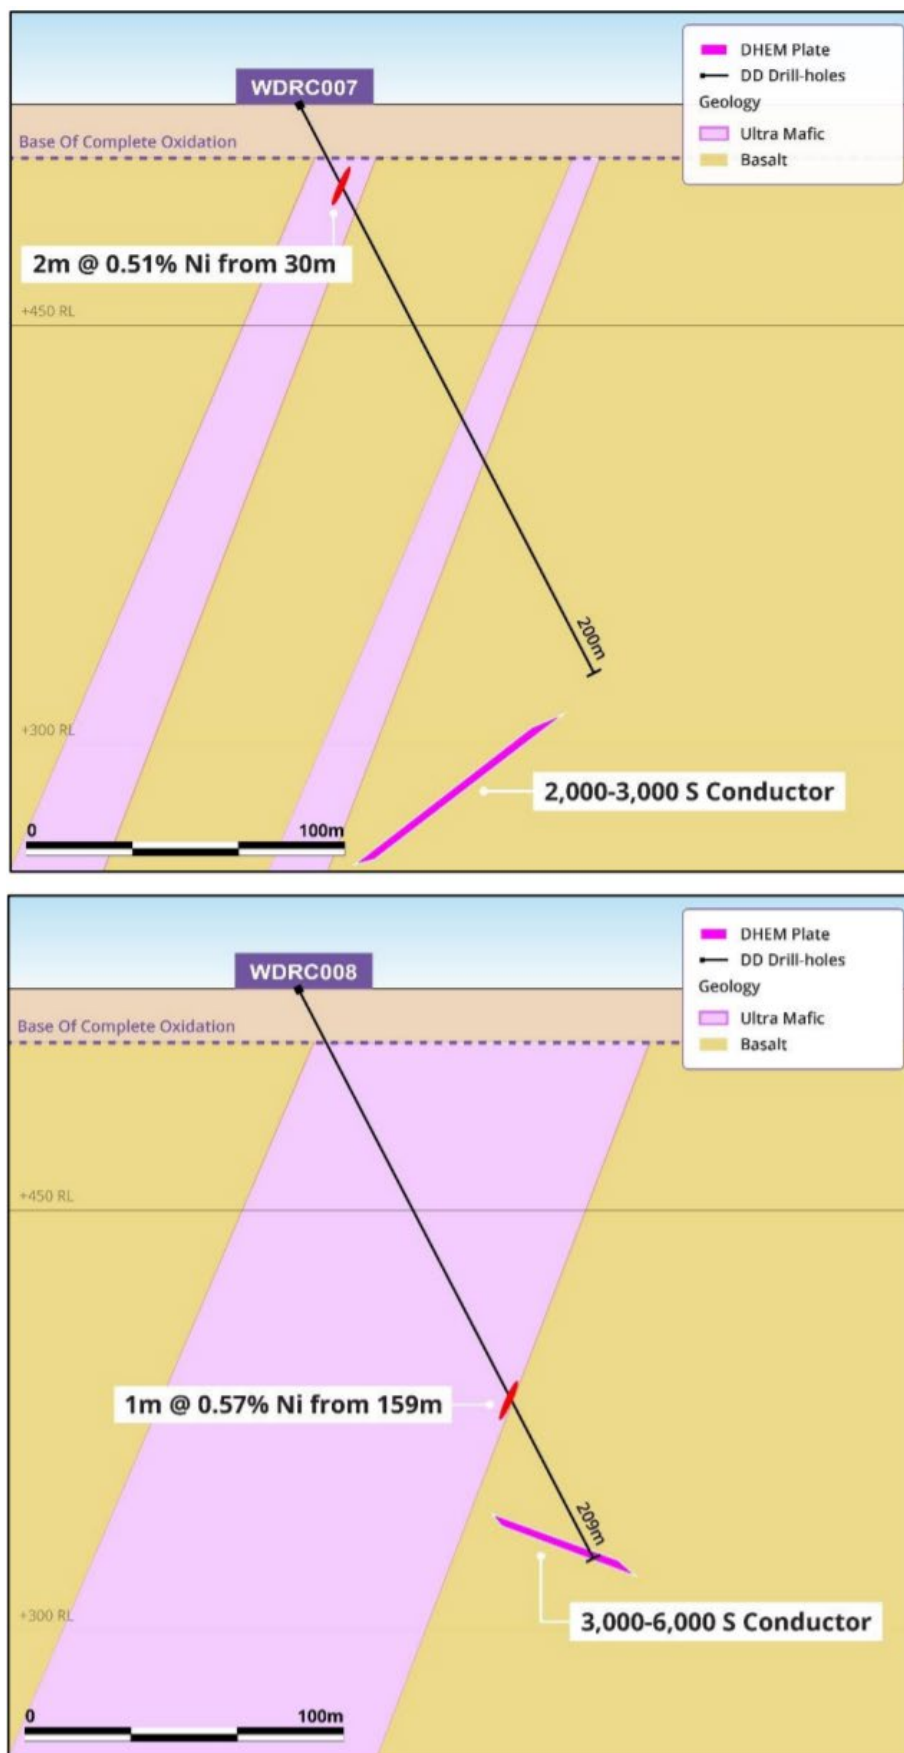 WDRC007
DHEM Plate
DD Drill-holes
Geology
Ultra Mafic
Basalt
Base Of Complete Oxidation
2m @ 0.51% Ni from 30m
+450 RL
200m
+300 RL
2,000-3,000 S Conductor
0 100m
WDRC008
DHEM Plate
DD Drill-holes
Geology
Ultra Mafic
Basalt
Base Of Complete Oxidation
+450 RL
1m @ 0.57% Ni from 159m
209m
+300 RL
3,000-6,000 S Conductor
0 100m